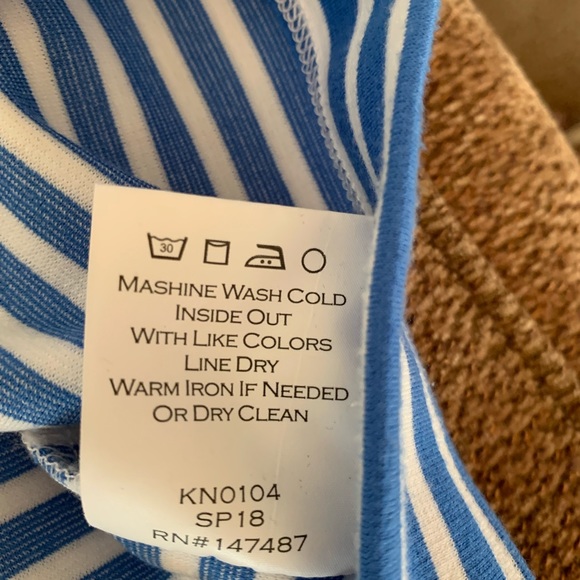 30
MASHINE WASH COLD
INSIDE OUT
WITH LIKE COLORS
LINE DRY
WARM IRON IF NEEDED
OR DRY CLEAN
KN0104
SP18
RN#147487